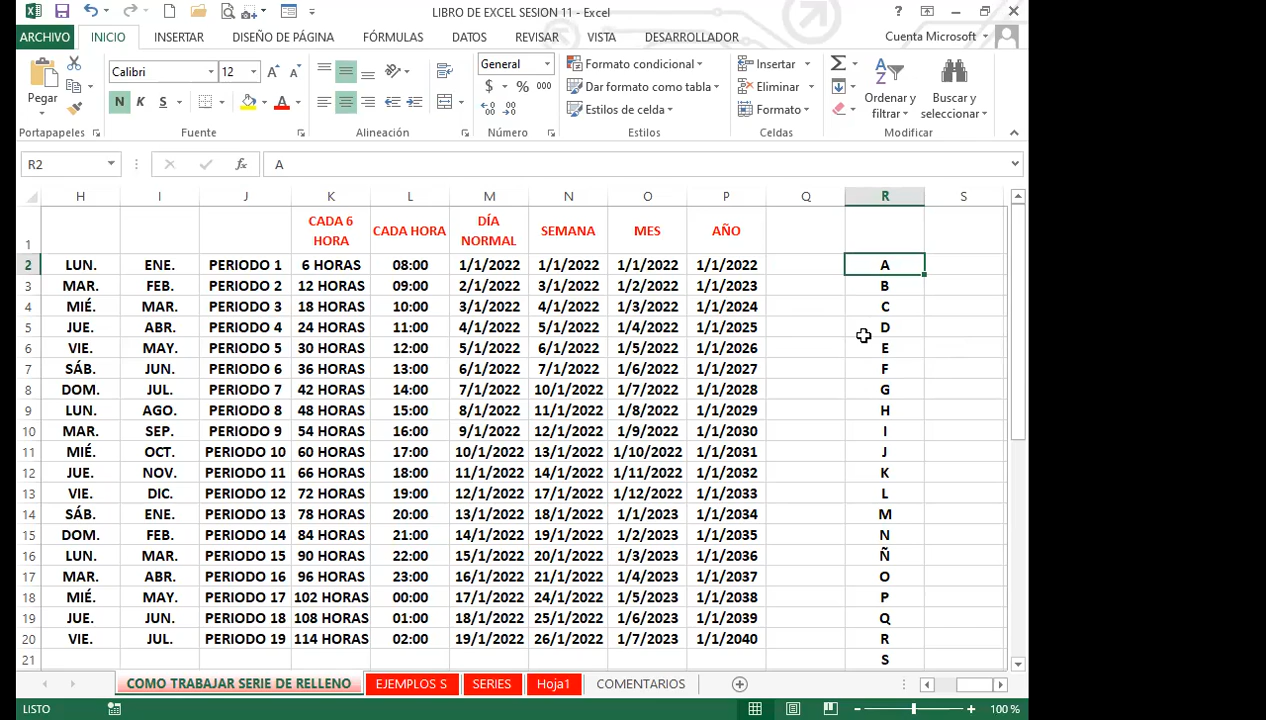 LIBRO DE EXCEL SESION 11 - Excel
?
ARCHIVO INICIO INSERTAR DISEÑO DE PÁGINA FÓRMULAS DATOS REVISAR VISTA DESARROLLADOR Cuenta Microsoft
Pegar
Calibri 12
N K S A
General
$ % 000
Formato condicional
Dar formato como tabla
Estilos de celda
Insertar
Eliminar
Formato
Ordenar y filtrar
Buscar y seleccionar
Portapapeles Fuente Alineación Número Estilos Celdas Modificar
R2 fx A
H I J K L M N O P Q R S
1 CADA 6 HORA CADA HORA DÍA NORMAL SEMANA MES AÑO
2 LUN. ENE. PERIODO 1 6 HORAS 08:00 1/1/2022 1/1/2022 1/1/2022 1/1/2022 A
3 MAR. FEB. PERIODO 2 12 HORAS 09:00 2/1/2022 3/1/2022 1/2/2022 1/1/2023 B
4 MIÉ. MAR. PERIODO 3 18 HORAS 10:00 3/1/2022 4/1/2022 1/3/2022 1/1/2024 C
5 JUE. ABR. PERIODO 4 24 HORAS 11:00 4/1/2022 5/1/2022 1/4/2022 1/1/2025 D
6 VIE. MAY. PERIODO 5 30 HORAS 12:00 5/1/2022 6/1/2022 1/5/2022 1/1/2026 E
7 SÁB. JUN. PERIODO 6 36 HORAS 13:00 6/1/2022 7/1/2022 1/6/2022 1/1/2027 F
8 DOM. JUL. PERIODO 7 42 HORAS 14:00 7/1/2022 10/1/2022 1/7/2022 1/1/2028 G
9 LUN. AGO. PERIODO 8 48 HORAS 15:00 8/1/2022 11/1/2022 1/8/2022 1/1/2029 H
10 MAR. SEP. PERIODO 9 54 HORAS 16:00 9/1/2022 12/1/2022 1/9/2022 1/1/2030 I
11 MIÉ. OCT. PERIODO 10 60 HORAS 17:00 10/1/2022 13/1/2022 1/10/2022 1/1/2031 J
12 JUE. NOV. PERIODO 11 66 HORAS 18:00 11/1/2022 14/1/2022 1/11/2022 1/1/2032 K
13 VIE. DIC. PERIODO 12 72 HORAS 19:00 12/1/2022 17/1/2022 1/12/2022 1/1/2033 L
14 SÁB. ENE. PERIODO 13 78 HORAS 20:00 13/1/2022 18/1/2022 1/1/2023 1/1/2034 M
15 DOM. FEB. PERIODO 14 84 HORAS 21:00 14/1/2022 19/1/2022 1/2/2023 1/1/2035 N
16 LUN. MAR. PERIODO 15 90 HORAS 22:00 15/1/2022 20/1/2022 1/3/2023 1/1/2036 Ñ
17 MAR. ABR. PERIODO 16 96 HORAS 23:00 16/1/2022 21/1/2022 1/4/2023 1/1/2037 O
18 MIÉ. MAY. PERIODO 17 102 HORAS 00:00 17/1/2022 24/1/2022 1/5/2023 1/1/2038 P
19 JUE. JUN. PERIODO 18 108 HORAS 01:00 18/1/2022 25/1/2022 1/6/2023 1/1/2039 Q
20 VIE. JUL. PERIODO 19 114 HORAS 02:00 19/1/2022 26/1/2022 1/7/2023 1/1/2040 R
21 S
COMO TRABAJAR SERIE DE RELLENO EJEMPLOS S SERIES Hoja1 COMENTARIOS
LISTO 100 %